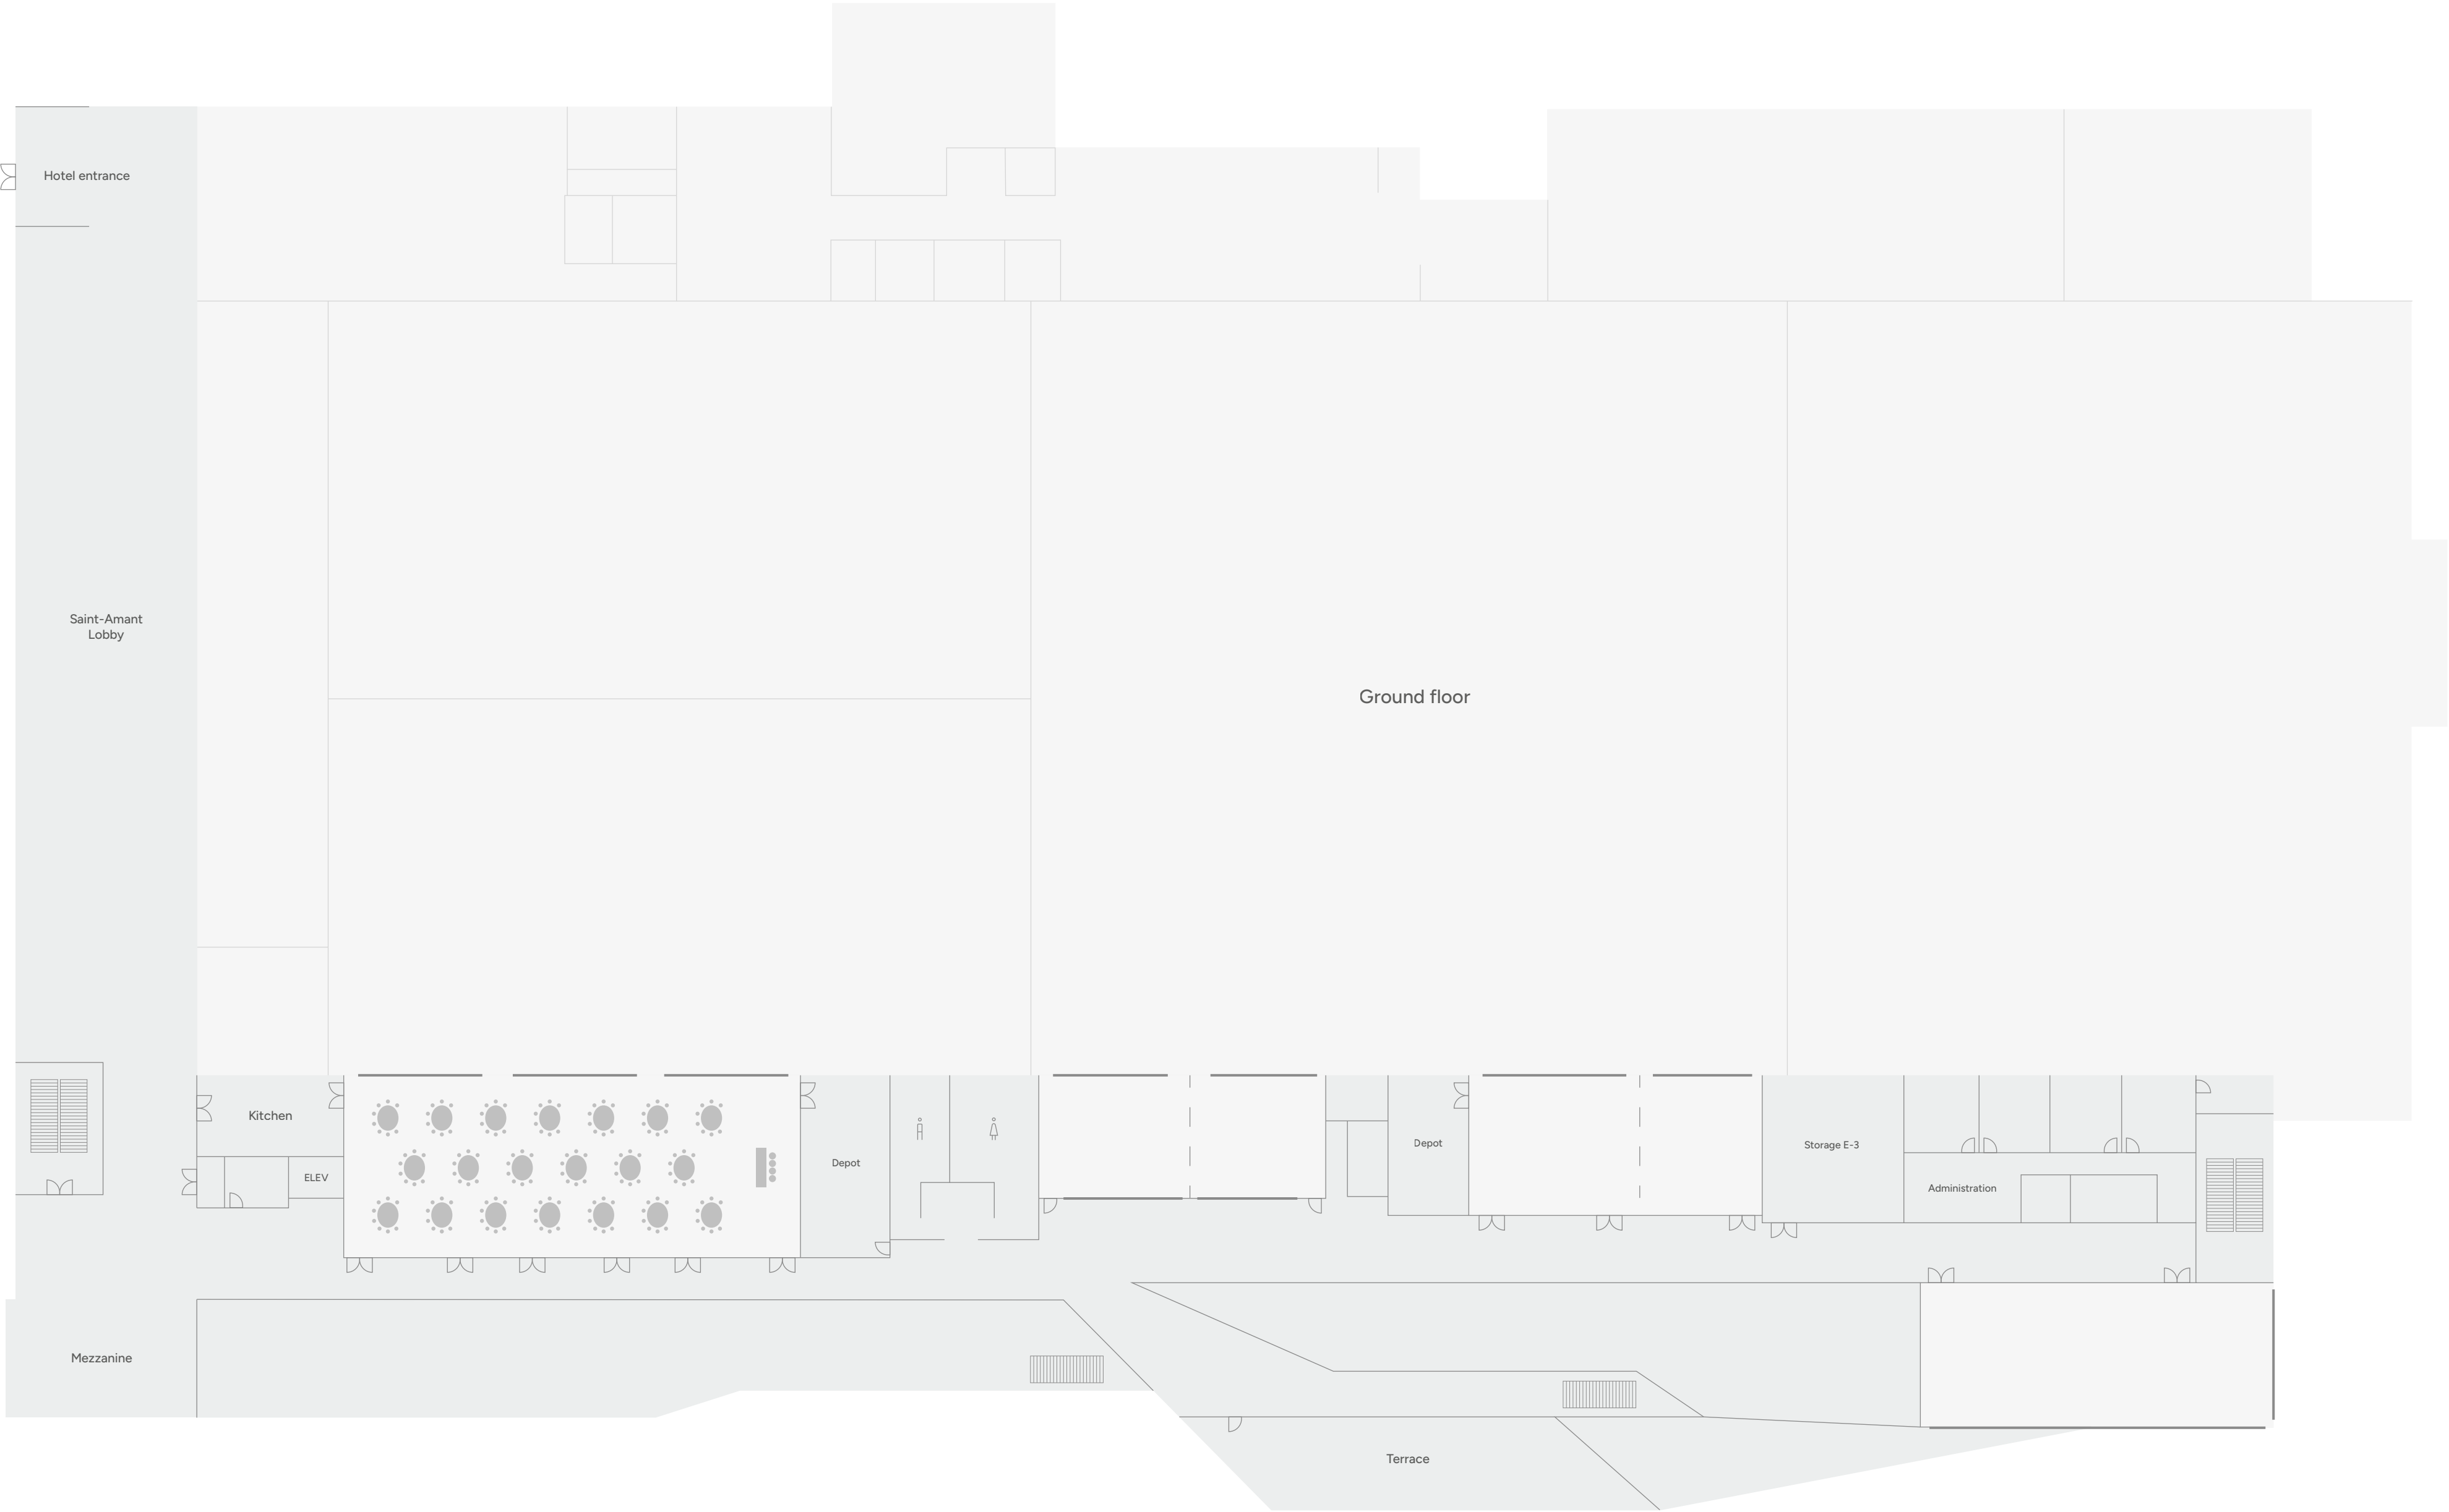 Hotel entrance
Saint-Amant
Lobby
Ground floor
Kitchen
ELEV
Depot
Depot
Storage E-3
Administration
Mezzanine
Terrace